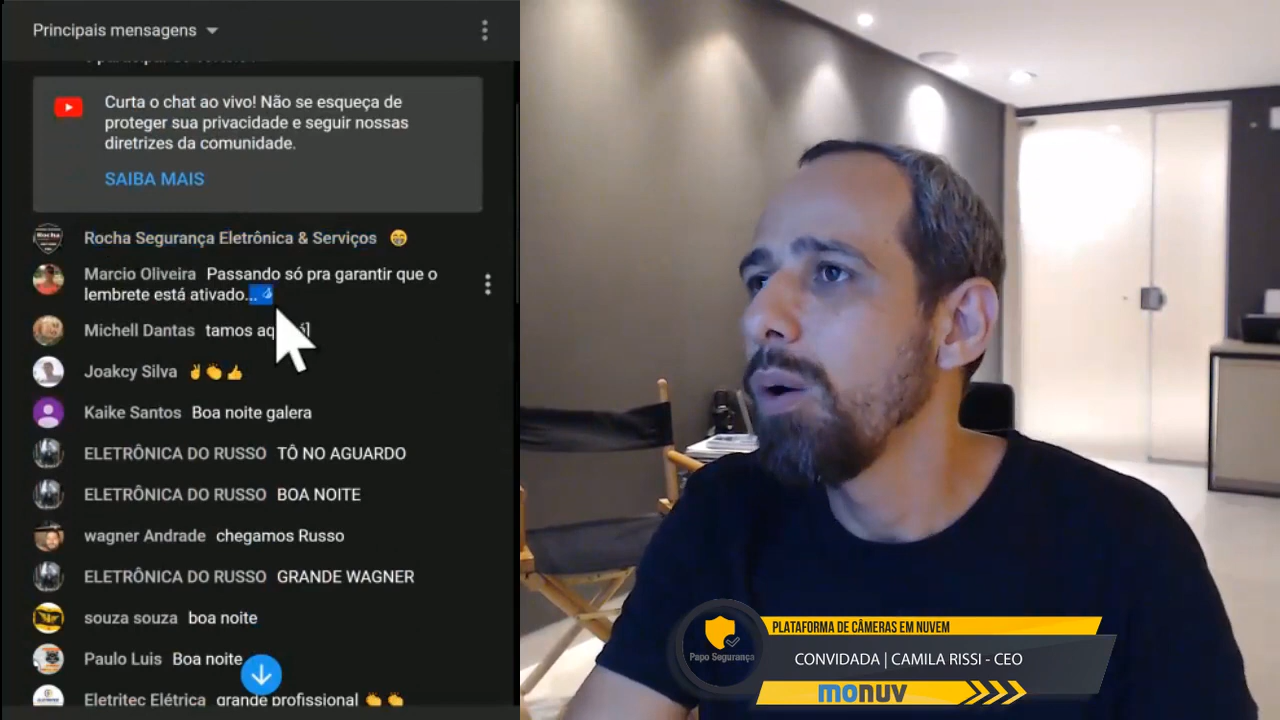 Principais mensagens
Curta o chat ao vivo! Não se esqueça de
proteger sua privacidade e seguir nossas
diretrizes da comunidade.
SAIBA MAIS
Rocha Segurança Eletrônica & Serviços 😁
Marcio Oliveira Passando só pra garantir que o
lembrete está ativado...
Michell Dantas tamos
Joakcy Silva ✌👏👍
Kaike Santos Boa noite galera
ELETRÔNICA DO RUSSO TÔ NO AGUARDO
ELETRÔNICA DO RUSSO BOA NOITE
wagner Andrade chegamos Russo
ELETRÔNICA DO RUSSO GRANDE WAGNER
souza souza boa noite
Paulo Luis Boa noite
Eletritec Elétrica grande profissional 👏👏
Papo Segurança
PLATAFORMA DE CÂMERAS EM NUVEM
CONVIDADA | CAMILA RISSI - CEO
monuv